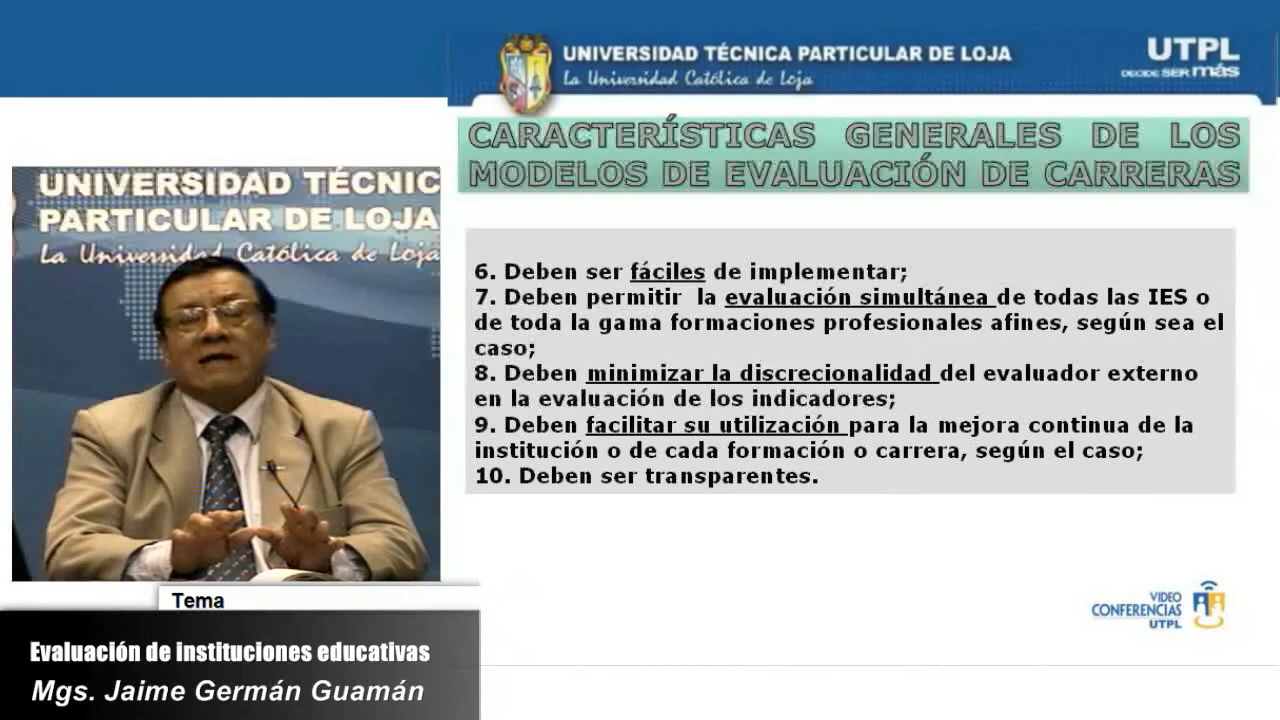 UNIVERSIDAD TÉCNICA PARTICULAR DE LOJA
La Universidad Católica de Loja
UTPL
DECIDE SER más
CARACTERÍSTICAS GENERALES DE LOS
MODELOS DE EVALUACIÓN DE CARRERAS
UNIVERSIDAD TÉCNIC
PARTICULAR DE LOJA
La Universidad Católica de Loja
6. Deben ser fáciles de implementar;
7. Deben permitir la evaluación simultánea de todas las IES o
de toda la gama formaciones profesionales afines, según sea el
caso;
8. Deben minimizar la discrecionalidad del evaluador externo
en la evaluación de los indicadores;
9. Deben facilitar su utilización para la mejora continua de la
institución o de cada formación o carrera, según el caso;
10. Deben ser transparentes.
VIDEO
CONFERENCIAS
UTPL
Tema
Evaluación de instituciones educativas
Mgs. Jaime Germán Guamán